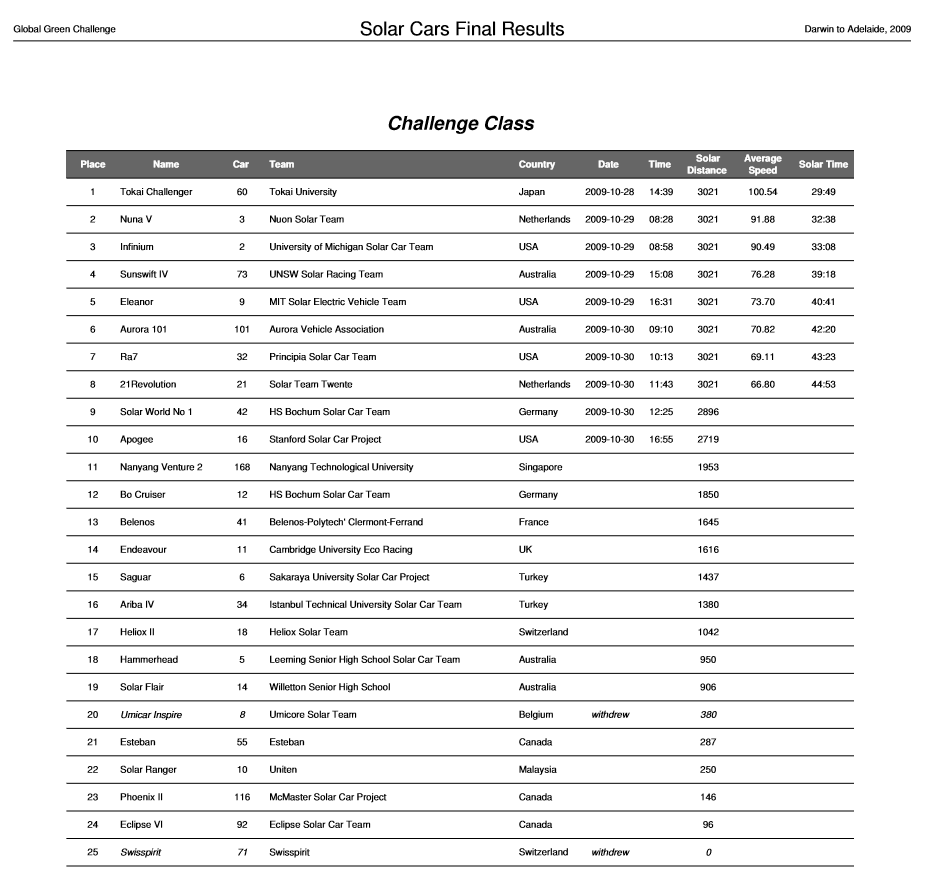 Global Green Challenge Solar Cars Final Results Darwin to Adelaide, 2009
Challenge Class
Place Name Car Team Country Date Time Solar Distance Average Speed Solar Time
1 Tokai Challenger 60 Tokai University Japan 2009-10-28 14:39 3021 100.54 29:49
2 Nuna V 3 Nuon Solar Team Netherlands 2009-10-29 08:28 3021 91.88 32:38
3 Infinium 2 University of Michigan Solar Car Team USA 2009-10-29 08:58 3021 90.49 33:08
4 Sunswift IV 73 UNSW Solar Racing Team Australia 2009-10-29 15:08 3021 76.28 39:18
5 Eleanor 9 MIT Solar Electric Vehicle Team USA 2009-10-29 16:31 3021 73.70 40:41
6 Aurora 101 101 Aurora Vehicle Association Australia 2009-10-30 09:10 3021 70.82 42:20
7 Ra7 32 Principia Solar Car Team USA 2009-10-30 10:13 3021 69.11 43:23
8 21Revolution 21 Solar Team Twente Netherlands 2009-10-30 11:43 3021 66.80 44:53
9 Solar World No 1 42 HS Bochum Solar Car Team Germany 2009-10-30 12:25 2896
10 Apogee 16 Stanford Solar Car Project USA 2009-10-30 16:55 2719
11 Nanyang Venture 2 168 Nanyang Technological University Singapore 1953
12 Bo Cruiser 12 HS Bochum Solar Car Team Germany 1850
13 Belenos 41 Belenos-Polytech' Clermont-Ferrand France 1645
14 Endeavour 11 Cambridge University Eco Racing UK 1616
15 Saguar 6 Sakaraya University Solar Car Project Turkey 1437
16 Ariba IV 34 Istanbul Technical University Solar Car Team Turkey 1380
17 Heliox II 18 Heliox Solar Team Switzerland 1042
18 Hammerhead 5 Leeming Senior High School Solar Car Team Australia 950
19 Solar Flair 14 Willetton Senior High School Australia 906
20 Umicar Inspire 8 Umicore Solar Team Belgium withdrew 380
21 Esteban 55 Esteban Canada 287
22 Solar Ranger 10 Uniten Malaysia 250
23 Phoenix II 116 McMaster Solar Car Project Canada 146
24 Eclipse VI 92 Eclipse Solar Car Team Canada 96
25 Swisspirit 71 Swisspirit Switzerland withdrew 0